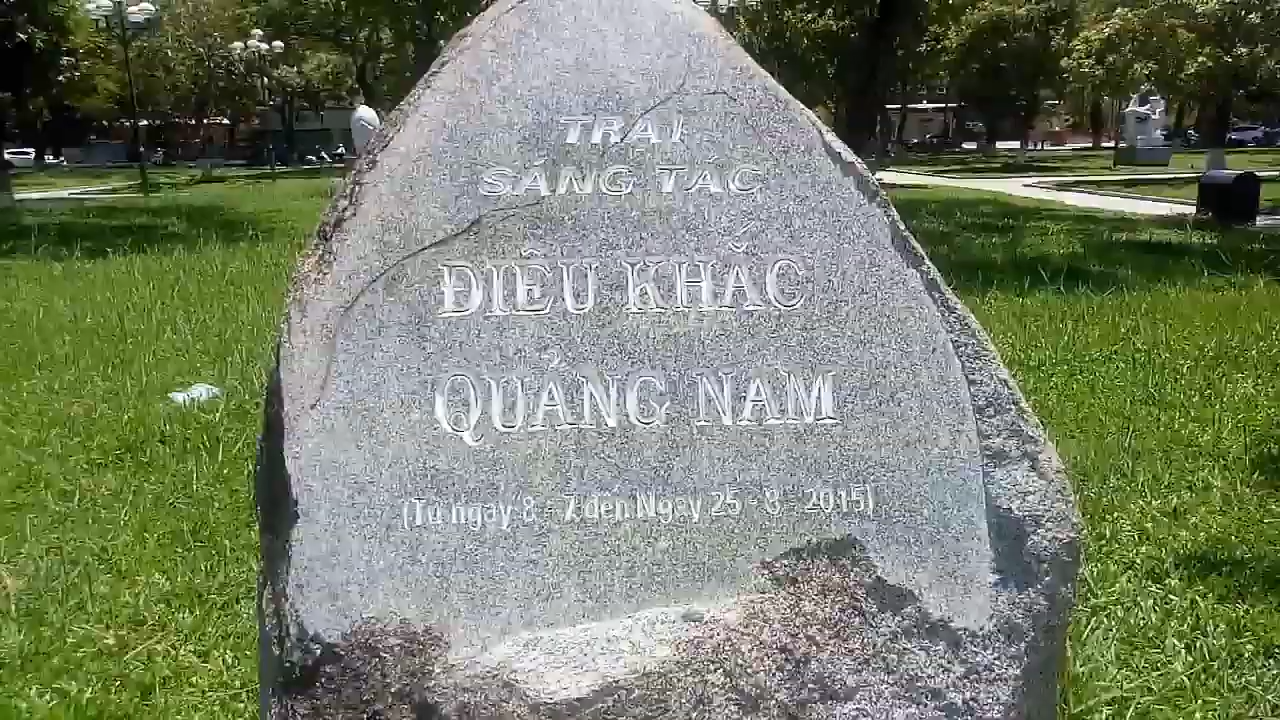 TRẠI
SÁNG TÁC
ĐIÊU KHẮC
QUẢNG NAM
(Từ ngày 8 - 7 đến Ngày 25 - 8 - 2015)